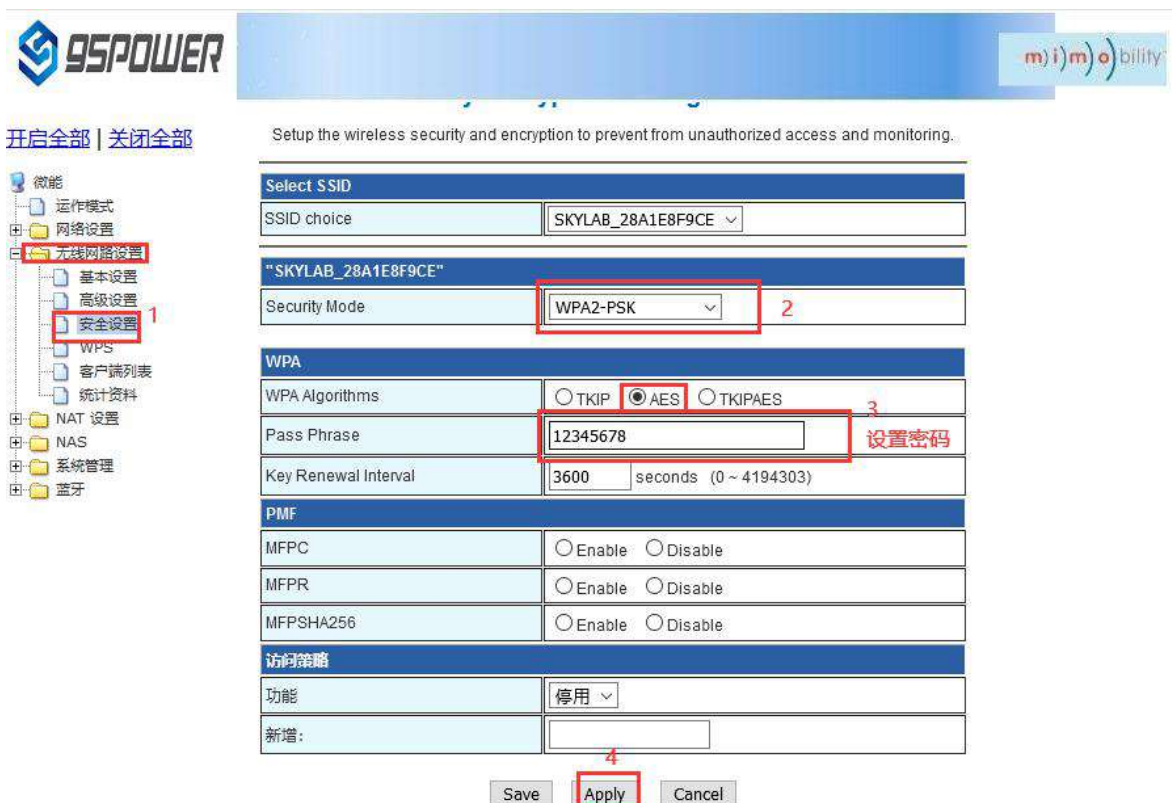 95POWER
m)i)m)o)bility
开启全部 | 关闭全部
Setup the wireless security and encryption to prevent from unauthorized access and monitoring.
微能
运作模式
网络设置
无线网路设置
基本设置
高级设置
安全设置
1
WPS
客户端列表
统计资料
NAT 设置
NAS
系统管理
蓝牙
Select SSID
SSID choice SKYLAB_28A1E8F9CE
"SKYLAB_28A1E8F9CE"
Security Mode WPA2-PSK 2
WPA
WPA Algorithms TKIP AES TKIPAES
3
Pass Phrase 12345678 设置密码
Key Renewal Interval 3600 seconds (0 ~ 4194303)
PMF
MFPC Enable Disable
MFPR Enable Disable
MFPSHA256 Enable Disable
访问策略
功能 停用
新增:
4
Save Apply Cancel